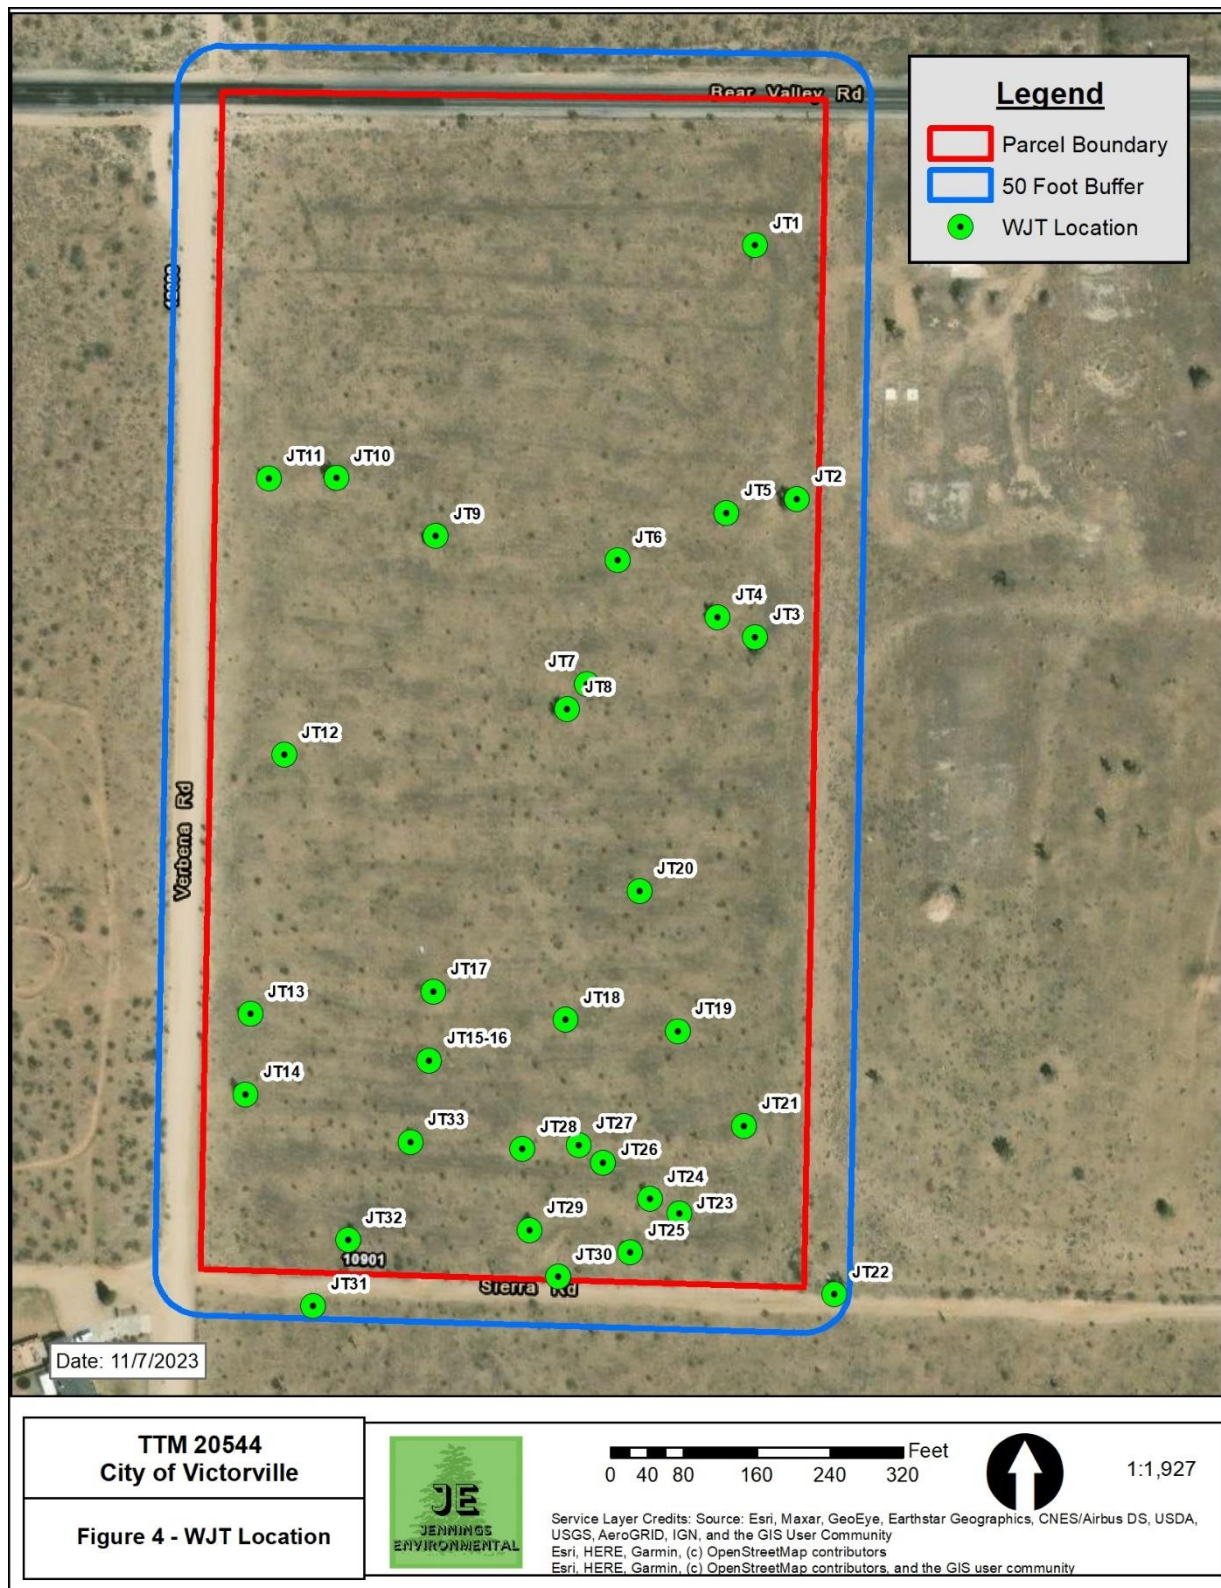 Bear Valley Rd
Legend
Parcel Boundary
50 Foot Buffer
WJT Location
JT1
JT11
JT10
JT2
JT5
JT9
JT6
JT4
JT3
JT7
JT8
JT12
Verbena Rd
JT20
JT17
JT13
JT18
JT19
JT15-16
JT14
JT21
JT33
JT28
JT27
JT26
JT24
JT23
JT29
JT25
JT32
10901
JT30
Sierra Rd
JT22
JT31
Date: 11/7/2023
TTM 20544
City of Victorville
Figure 4 - WJT Location
JE
JENNINGS
ENVIRONMENTAL
Feet
0 40 80 160 240 320
1:1,927
Service Layer Credits: Source: Esri, Maxar, GeoEye, Earthstar Geographics, CNES/Airbus DS, USDA,
USGS, AeroGRID, IGN, and the GIS User Community
Esri, HERE, Garmin, (c) OpenStreetMap contributors
Esri, HERE, Garmin, (c) OpenStreetMap contributors, and the GIS user community